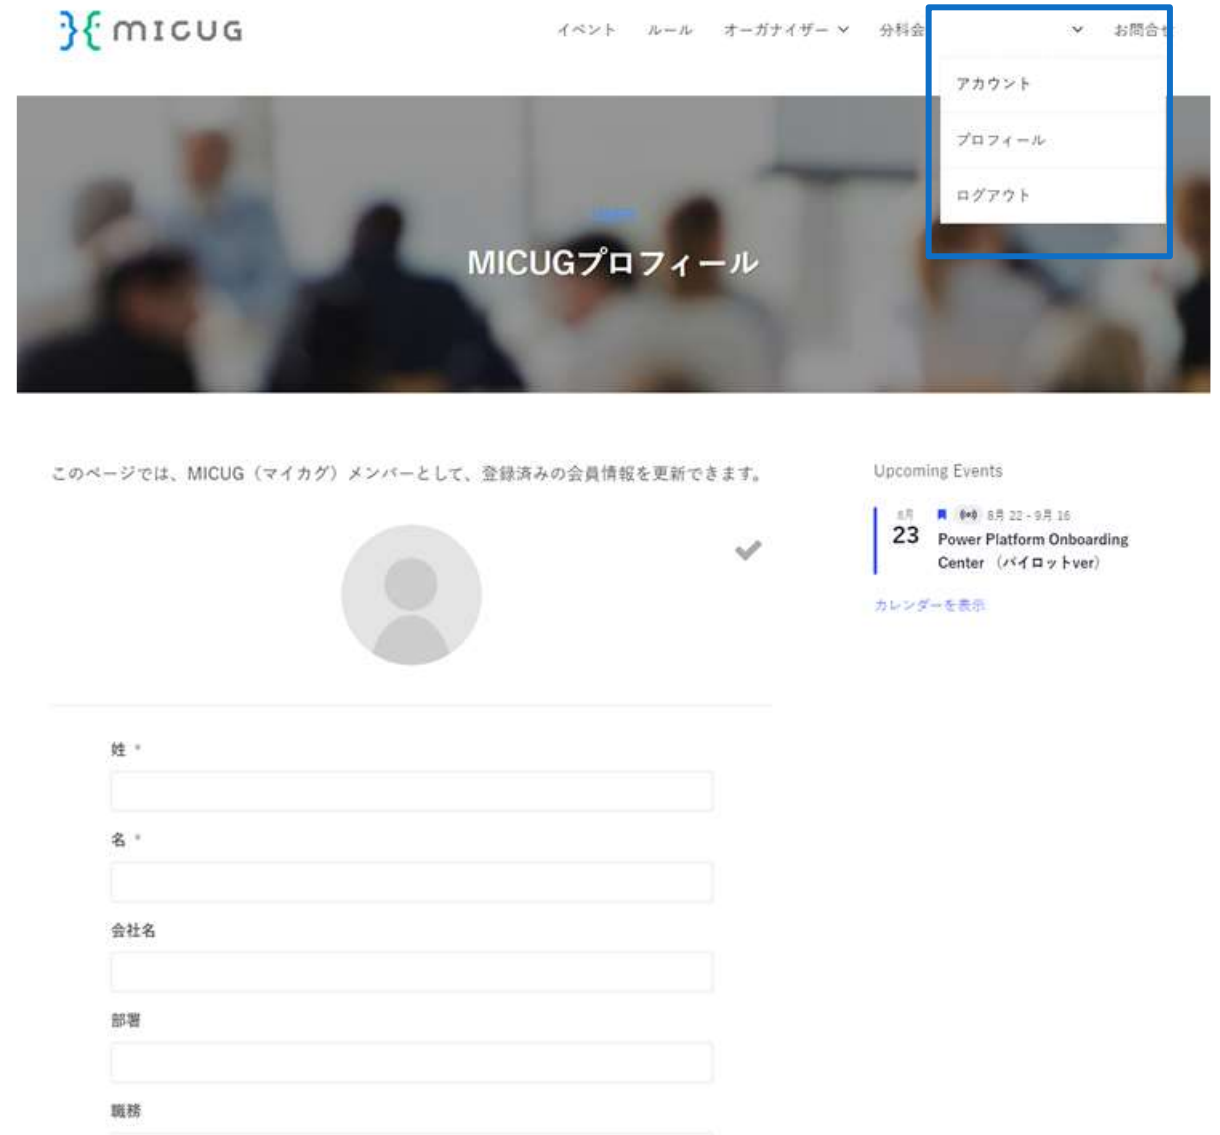 MICUG
イベント ルール オーガナイザー 分科会 お問合せ
アカウント
プロフィール
ログアウト
MICUGプロフィール
このページでは、MICUG（マイカグ）メンバーとして、登録済みの会員情報を更新できます。
Upcoming Events
8月
23
8月 22 - 9月 16
Power Platform Onboarding
Center （パイロットver）
カレンダーを表示
姓 *
名 *
会社名
部署
職務